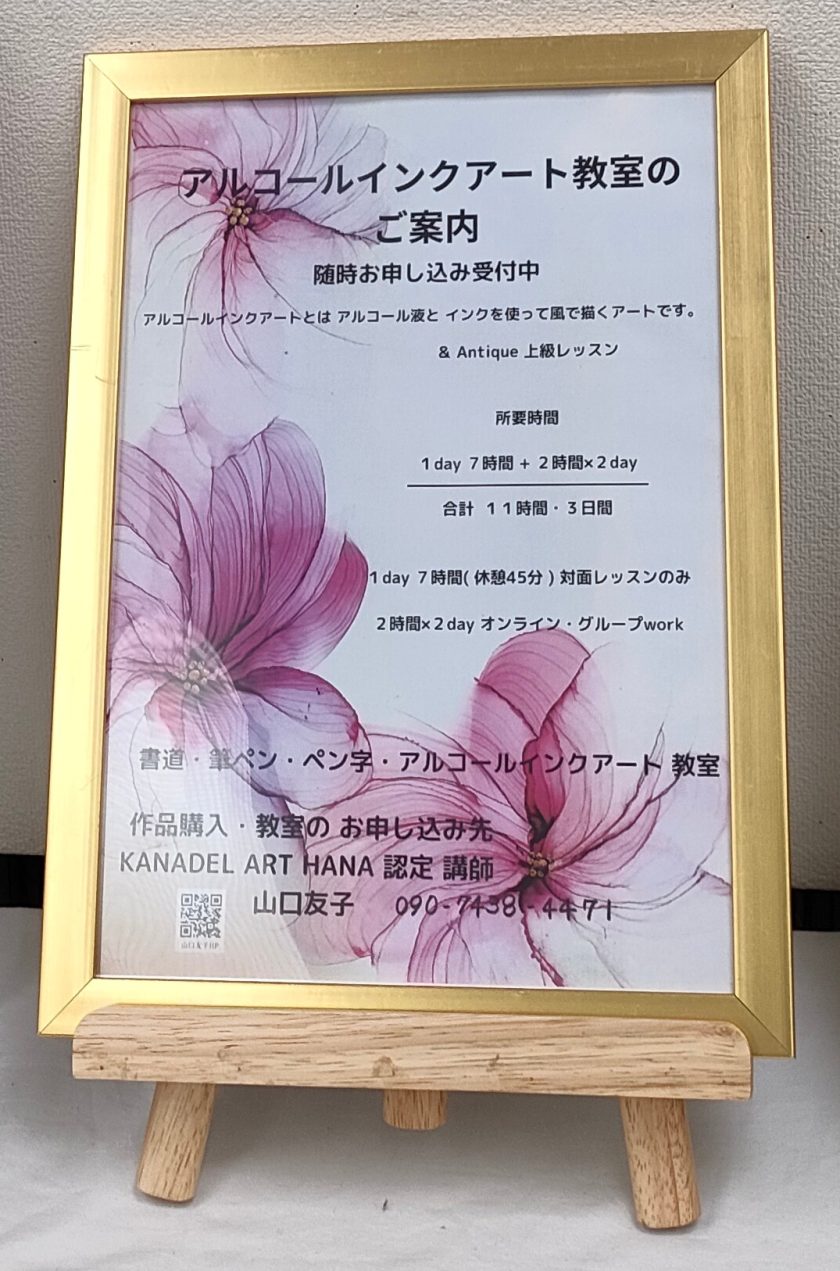 アルコールインクアート教室の
ご案内
随時お申し込み受付中
アルコールインクアートとは アルコール液と インクを使って風で描くアートです。
& Antique 上級レッスン
所要時間
1day 7時間 + 2時間×2day
合計 11時間・3日間
1day 7時間( 休憩45分 ) 対面レッスンのみ
2時間×2day オンライン・グループwork
書道・筆ペン・ペン字・アルコールインクアート 教室
作品購入・教室の お申し込み先
KANADEL ART HANA 認定 講師
山口友子 090-7438-4471
山口友子HP